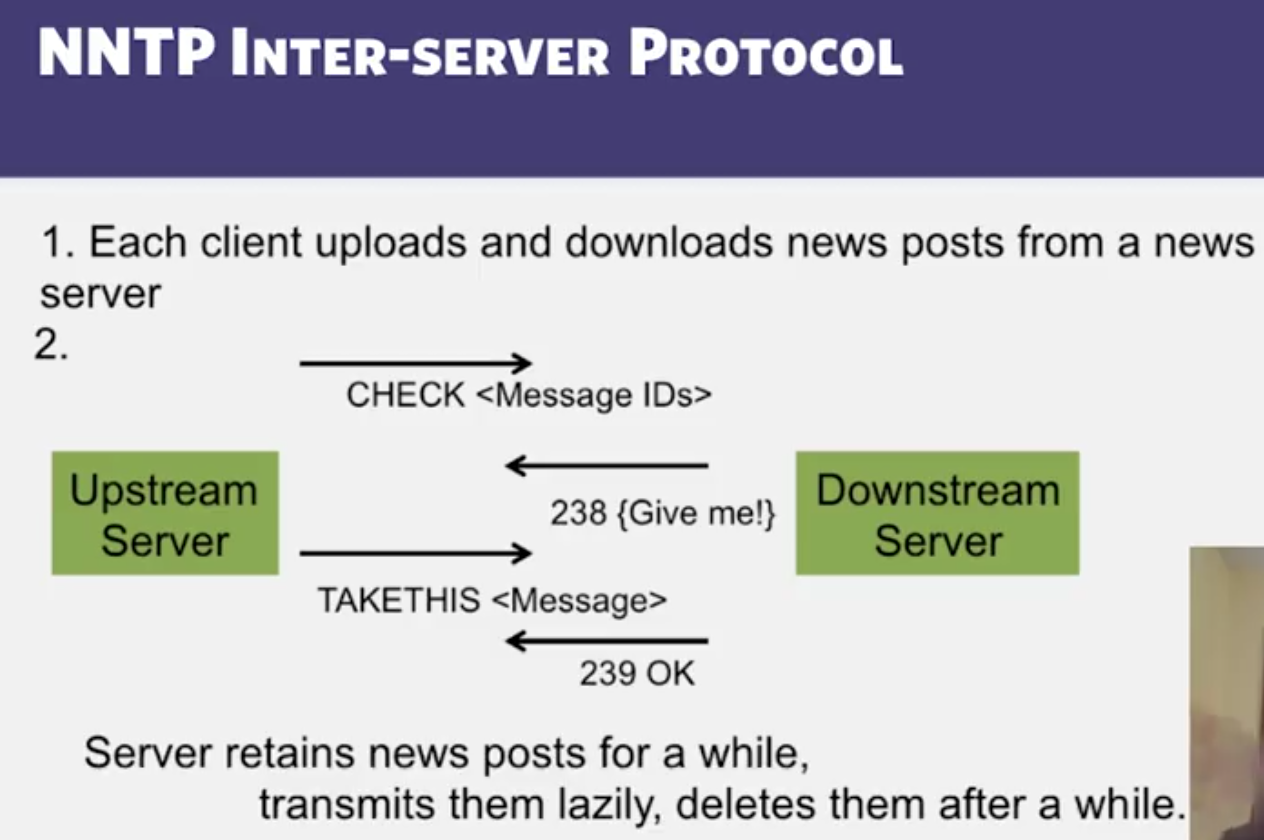 NNTP INTER-SERVER PROTOCOL
1. Each client uploads and downloads news posts from a news
server
2.
CHECK <Message IDs>
Upstream
Server
238 {Give me!}
Downstream
Server
TAKETHIS <Message>
239 OK
Server retains news posts for a while,
transmits them lazily, deletes them after a while.